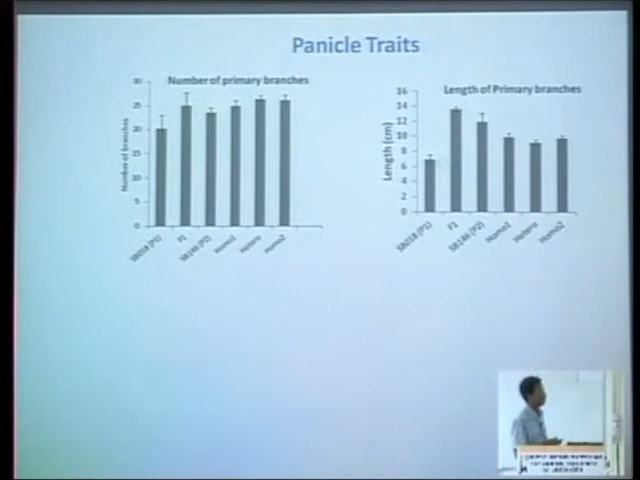 Panicle Traits
Number of primary branches
Number of branches
30
25
20
15
10
5
0
SB018 (P1)
F1
SB146 (P2)
Homo1
Hetero
Homo2
Length of Primary branches
Length (cm)
16
14
12
10
8
6
4
2
0
SB018 (P1)
F1
SB146 (P2)
Homo1
Hetero
Homo2